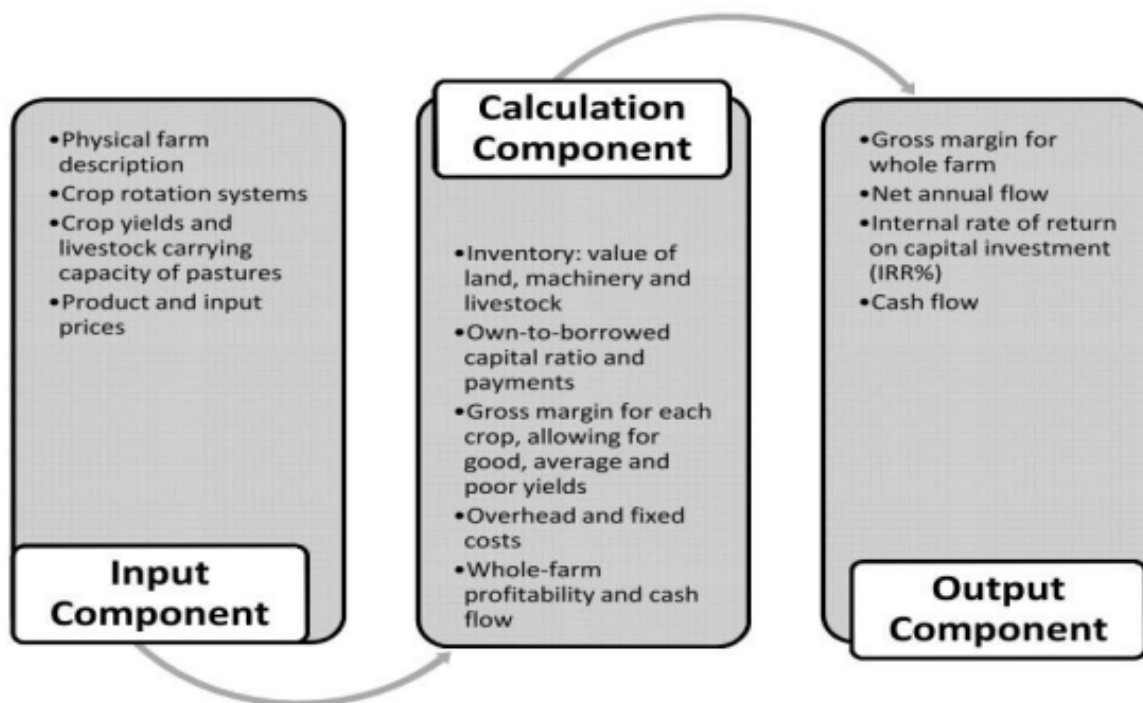 •Physical farm
description
•Crop rotation systems
•Crop yields and
livestock carrying
capacity of pastures
•Product and input
prices
Input
Component
Calculation
Component
•Inventory: value of
land, machinery and
livestock
•Own-to-borrowed
capital ratio and
payments
•Gross margin for each
crop, allowing for
good, average and
poor yields
•Overhead and fixed
costs
•Whole-farm
profitability and cash
flow
•Gross margin for
whole farm
•Net annual flow
•Internal rate of return
on capital investment
(IRR%)
•Cash flow
Output
Component